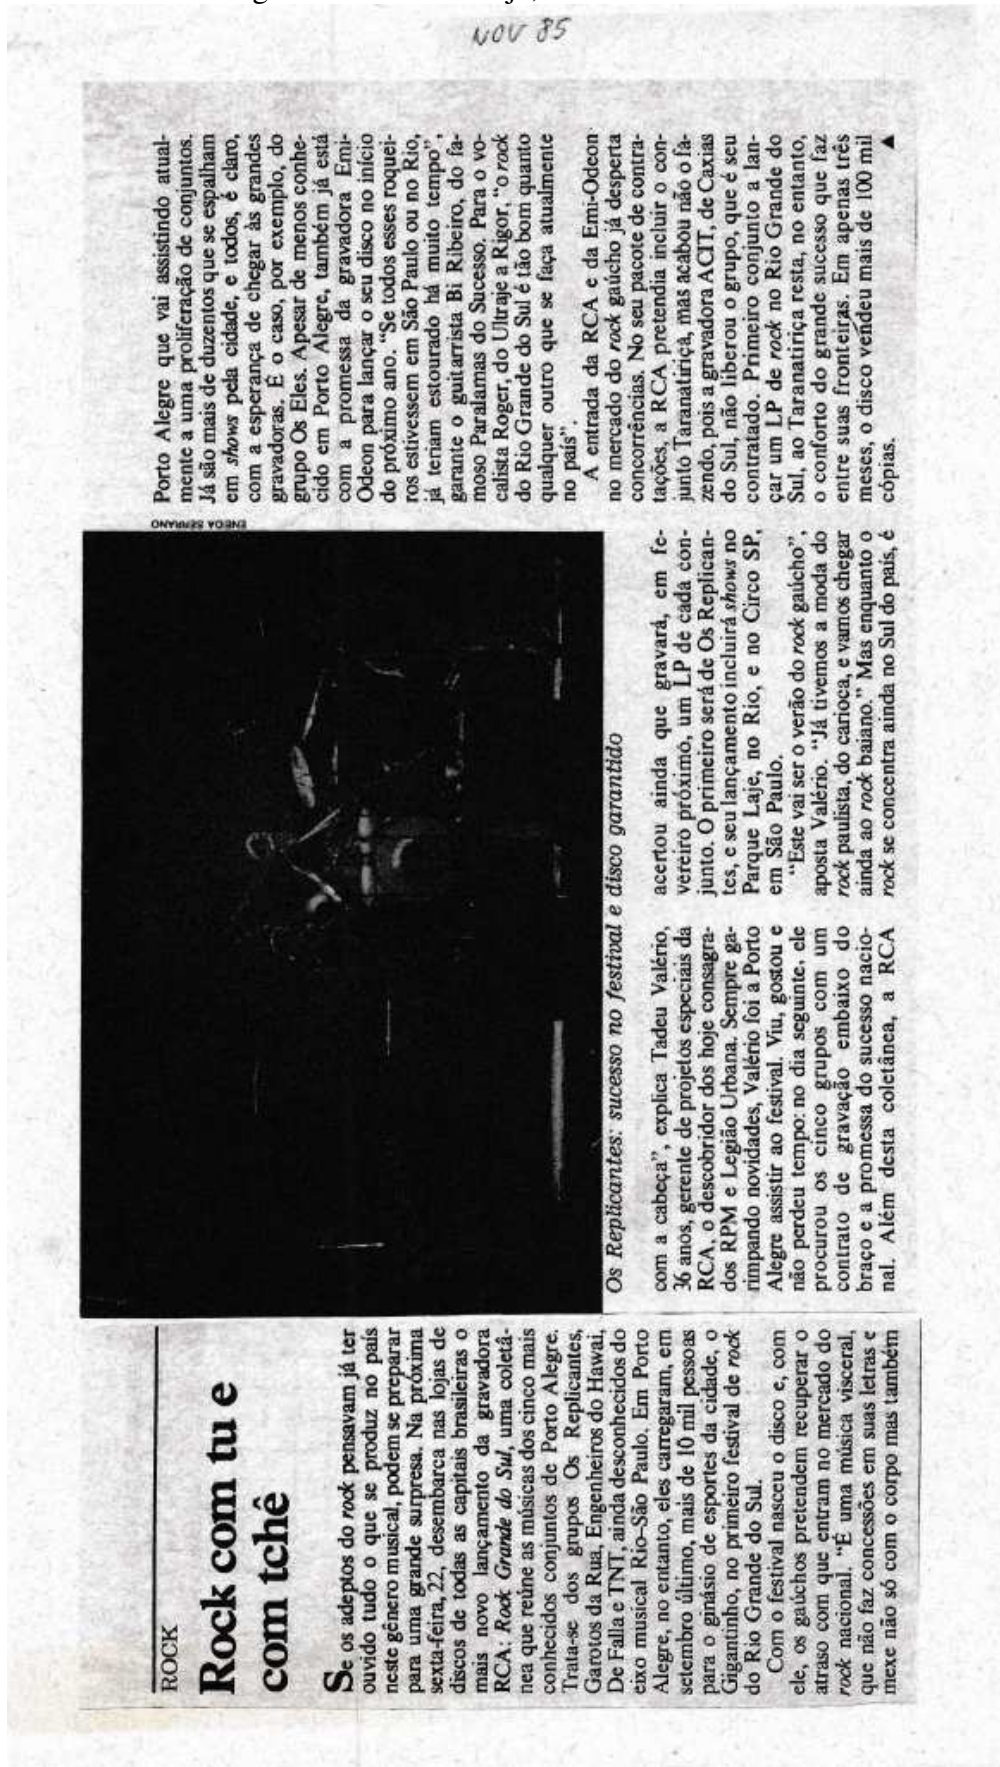 NOV 85
ROCK
Rock com tu e
com tchê
Se os adeptos do rock pensavam já ter
ouvido tudo o que se produz no país
neste gênero musical, podem se preparar
para uma grande surpresa. Na próxima
sexta-feira, 22, desembarca nas lojas de
discos de todas as capitais brasileiras o
mais novo lançamento da gravadora
RCA: Rock Grande do Sul, uma coletâ-
nea que reúne as músicas dos cinco mais
conhecidos conjuntos de Porto Alegre.
Trata-se dos grupos Os Replicantes,
Garotos da Rua, Engenheiros do Hawai,
De Falla e TNT, ainda desconhecidos do
eixo musical Rio-São Paulo. Em Porto
Alegre, no entanto, eles carregaram, em
setembro último, mais de 10 mil pessoas
para o ginásio de esportes da cidade, o
Gigantinho, no primeiro festival de rock
do Rio Grande do Sul.
Com o festival nasceu o disco e, com
ele, os gaúchos pretendem recuperar o
atraso com que entram no mercado do
rock nacional. “É uma música visceral,
que não faz concessões em suas letras e
mexe não só com o corpo mas também
ENEGA SERRANO
Os Replicantes: sucesso no festival e disco garantido
com a cabeça”, explica Tadeu Valério,
36 anos, gerente de projetos especiais da
RCA, o descobridor dos hoje consagra-
dos RPM e Legião Urbana. Sempre ga-
rimpando novidades, Valério foi a Porto
Alegre assistir ao festival. Viu, gostou e
não perdeu tempo: no dia seguinte, ele
procurou os cinco grupos com um
contrato de gravação embaixo do
braço e a promessa do sucesso nacio-
nal. Além desta coletânea, a RCA
acertou ainda que gravará, em fe-
vereiro próximo, um LP de cada con-
junto. O primeiro será de Os Replican-
tes, e seu lançamento incluirá shows no
Parque Laje, no Rio, e no Circo SP,
em São Paulo.
“Este vai ser o verão do rock gaúcho”,
aposta Valério. “Já tivemos a moda do
rock paulista, do carioca, e vamos chegar
ainda ao rock baiano.” Mas enquanto o
rock se concentra ainda no Sul do país, é
Porto Alegre que vai assistindo atual-
mente a uma proliferação de conjuntos.
Já são mais de duzentos que se espalham
em shows pela cidade, e todos, é claro,
com a esperança de chegar às grandes
gravadoras. É o caso, por exemplo, do
grupo Os Eles. Apesar de menos conhe-
cido em Porto Alegre, também já está
com a promessa da gravadora Emi-
Odeon para lançar o seu disco no início
do próximo ano. “Se todos esses roquei-
ros estivessem em São Paulo ou no Rio,
já teriam estourado há muito tempo”,
garante o guitarrista Bi Ribeiro, do fa-
moso Paralamas do Sucesso. Para o vo-
calista Roger, do Ultraje a Rigor, “o rock
do Rio Grande do Sul é tão bom quanto
qualquer outro que se faça atualmente
no país”.
A entrada da RCA e da Emi-Odeon
no mercado do rock gaúcho já desperta
concorrências. No seu pacote de contra-
tações, a RCA pretendia incluir o con-
junto Taranatiriça, mas acabou não o fa-
zendo, pois a gravadora ACIT, de Caxias
do Sul, não liberou o grupo, que é seu
contratado. Primeiro conjunto a lan-
çar um LP de rock no Rio Grande do
Sul, ao Taranatiriça resta, no entanto,
o conforto do grande sucesso que faz
entre suas fronteiras. Em apenas três
meses, o disco vendeu mais de 100 mil
cópias.